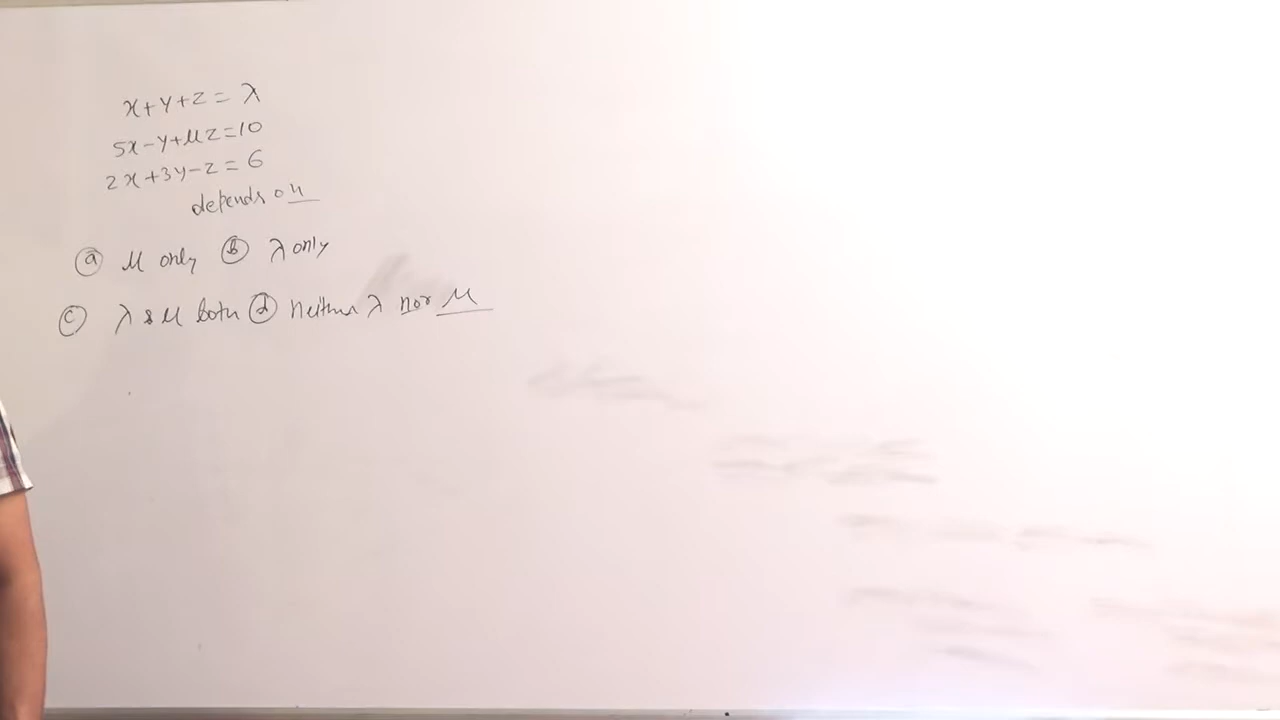 x+y+z = λ
5x-y+μz=10
2x+3y-z = 6
depends on
(a) μ only (b) λ only
(c) λ & μ both (d) neither λ nor μ